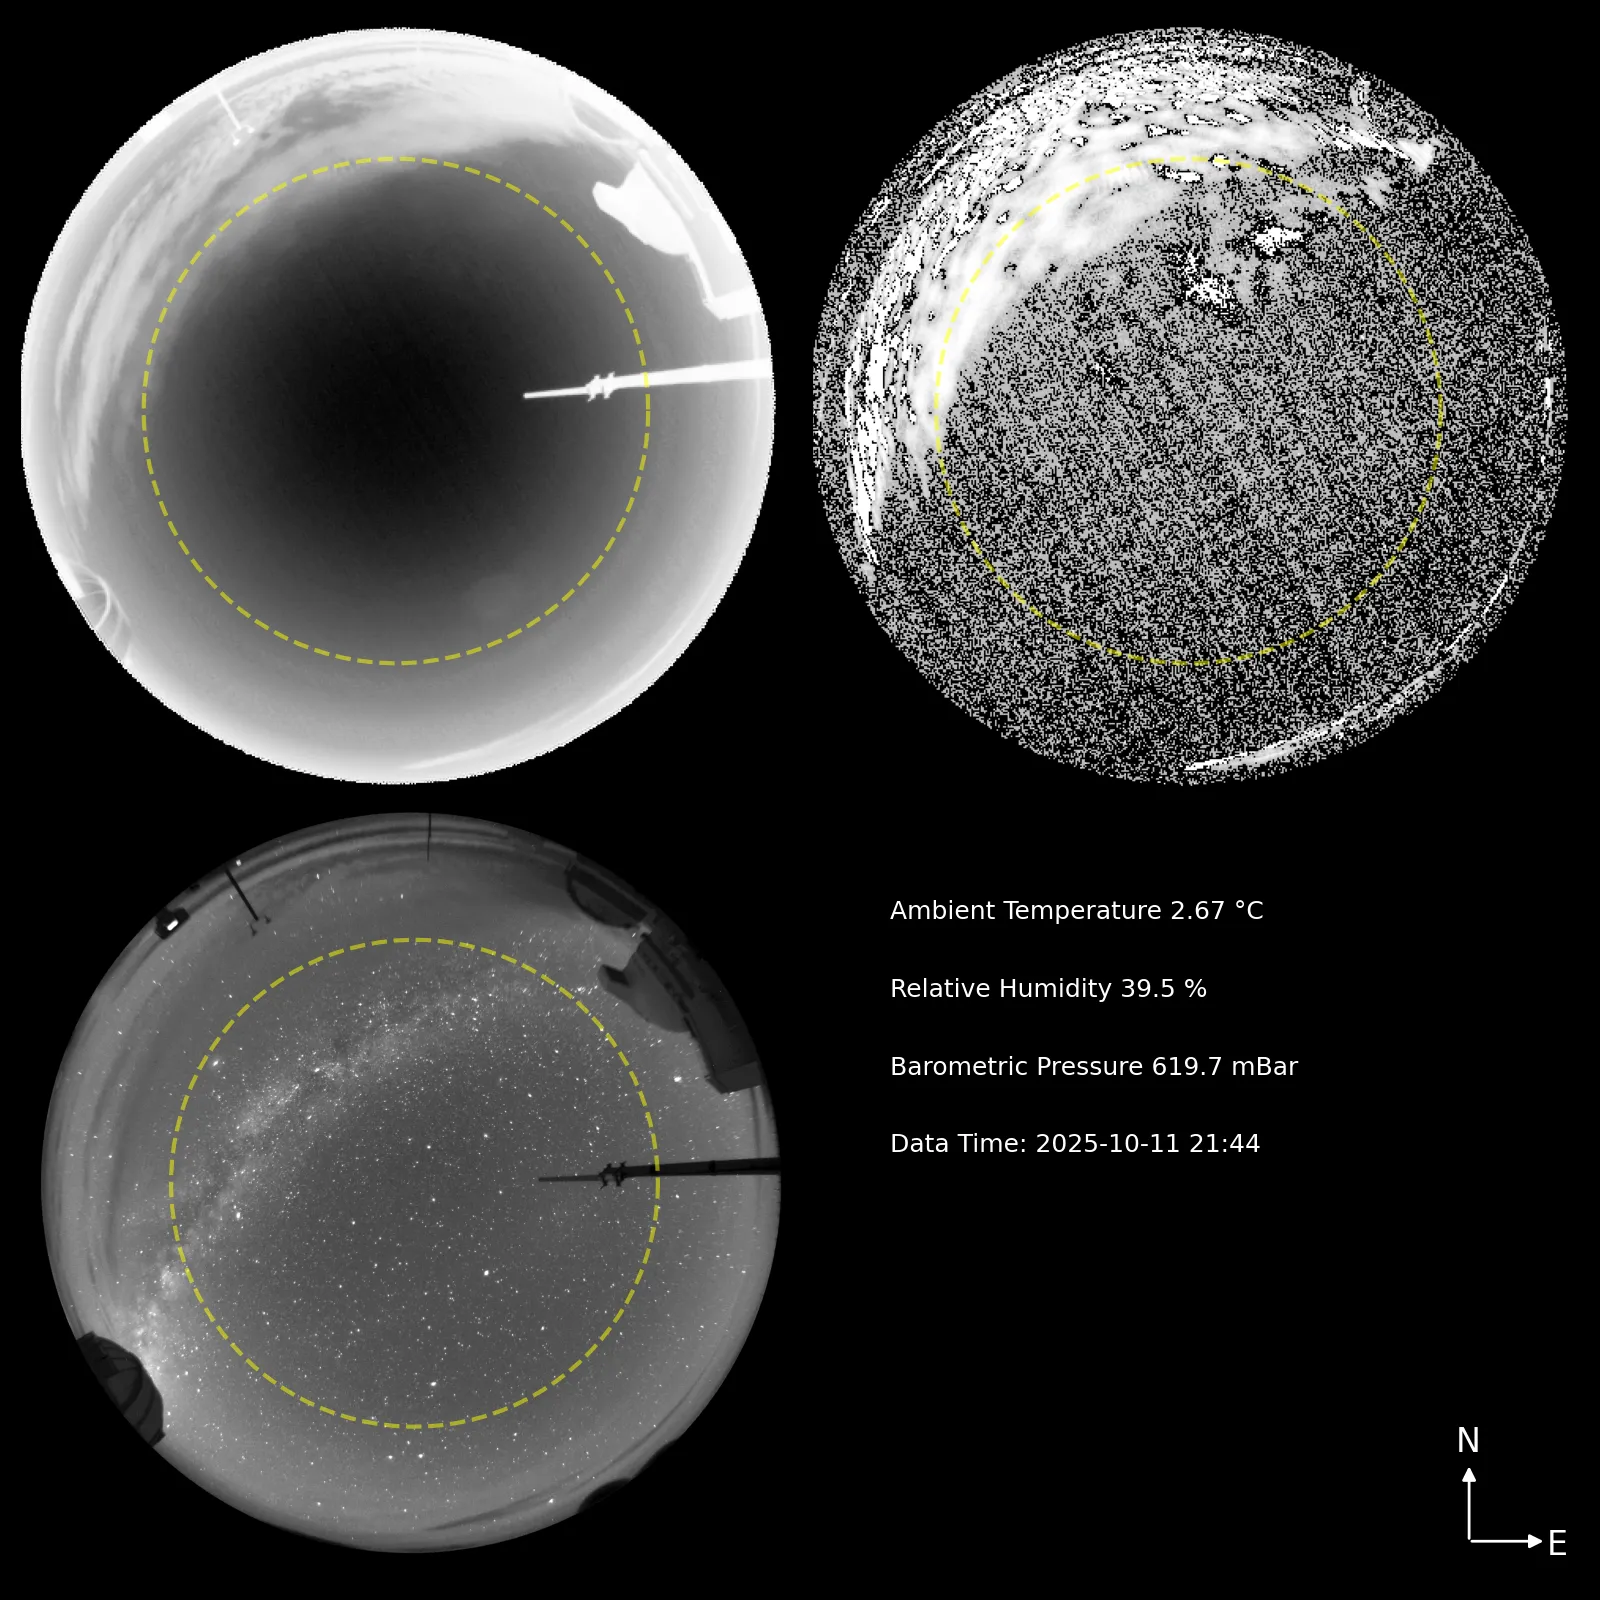 Ambient Temperature 2.67 °C
Relative Humidity 39.5 %
Barometric Pressure 619.7 mBar
Data Time: 2025-10-11 21:44
N
E